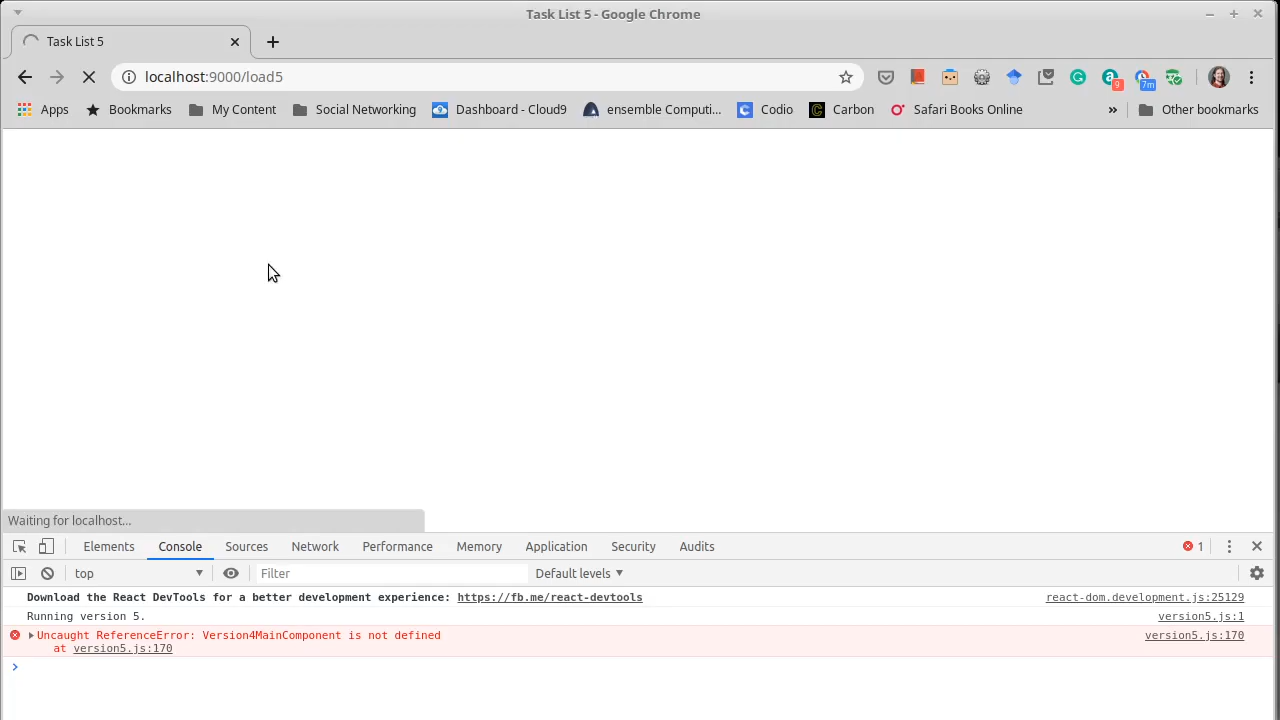 Task List 5 - Google Chrome
Task List 5
localhost:9000/load5
9
7m
Apps Bookmarks My Content Social Networking Dashboard - Cloud9 ensemble Computi... Codio Carbon Safari Books Online » Other bookmarks
Waiting for localhost...
Elements Console Sources Network Performance Memory Application Security Audits 1
top Filter Default levels
Download the React DevTools for a better development experience: https://fb.me/react-devtools react-dom.development.js:25129
Running version 5. version5.js:1
Uncaught ReferenceError: Version4MainComponent is not defined version5.js:170
at version5.js:170